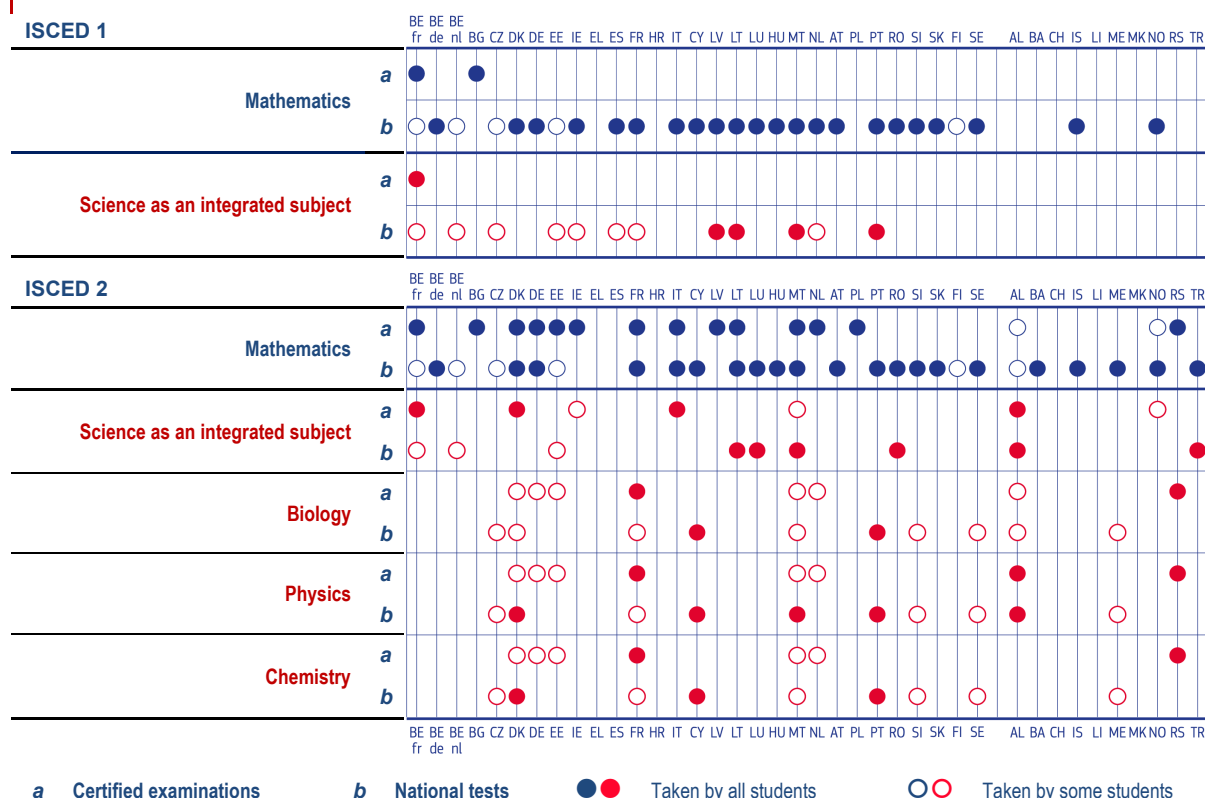 ISCED 1
BE BE BE
fr de nl BG CZ DK DE EE IE EL ES FR HR IT CY LV LT LU HU MT NL AT PL PT RO SI SK FI SE AL BA CH IS LI ME MK NO RS TR
a
Mathematics
b
a
Science as an integrated subject
b
ISCED 2
BE BE BE
fr de nl BG CZ DK DE EE IE EL ES FR HR IT CY LV LT LU HU MT NL AT PL PT RO SI SK FI SE AL BA CH IS LI ME MK NO RS TR
a
Mathematics
b
a
Science as an integrated subject
b
a
Biology
b
a
Physics
b
a
Chemistry
b
BE BE BE BG CZ DK DE EE IE EL ES FR HR IT CY LV LT LU HU MT NL AT PL PT RO SI SK FI SE AL BA CH IS LI ME MK NO RS TR
fr de nl
a Certified examinations b National tests Taken by all students Taken by some students